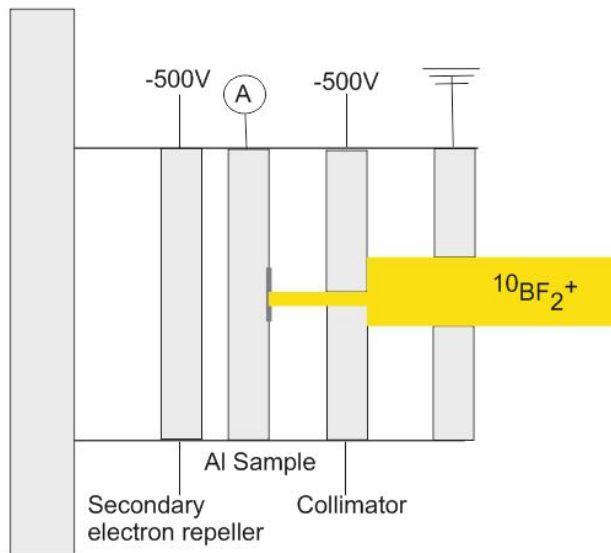 -500V
A
-500V
¹⁰BF₂⁺
Al Sample
Secondary
electron repeller
Collimator